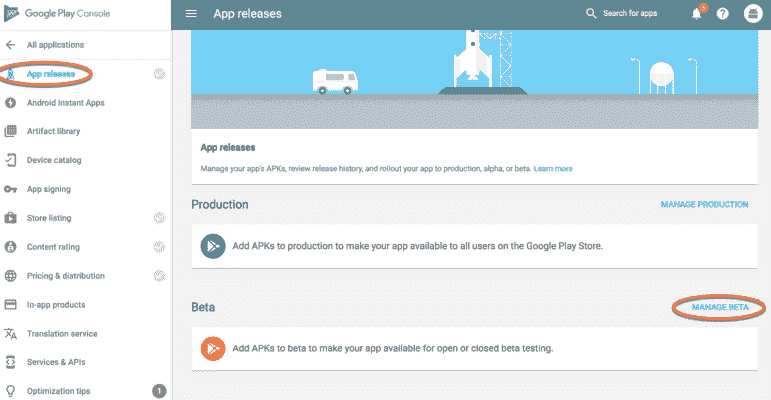 Google Play Console
App releases
Search for apps
All applications
App releases
Android Instant Apps
Artifact library
Device catalog
App signing
Store listing
Content rating
Pricing & distribution
In-app products
Translation service
Services & APIs
Optimization tips 1
App releases
Manage your app's APKs, review release history, and rollout your app to production, alpha, or beta. Learn more
Production
MANAGE PRODUCTION
Add APKs to production to make your app available to all users on the Google Play Store.
Beta
MANAGE BETA
Add APKs to beta to make your app available for open or closed beta testing.